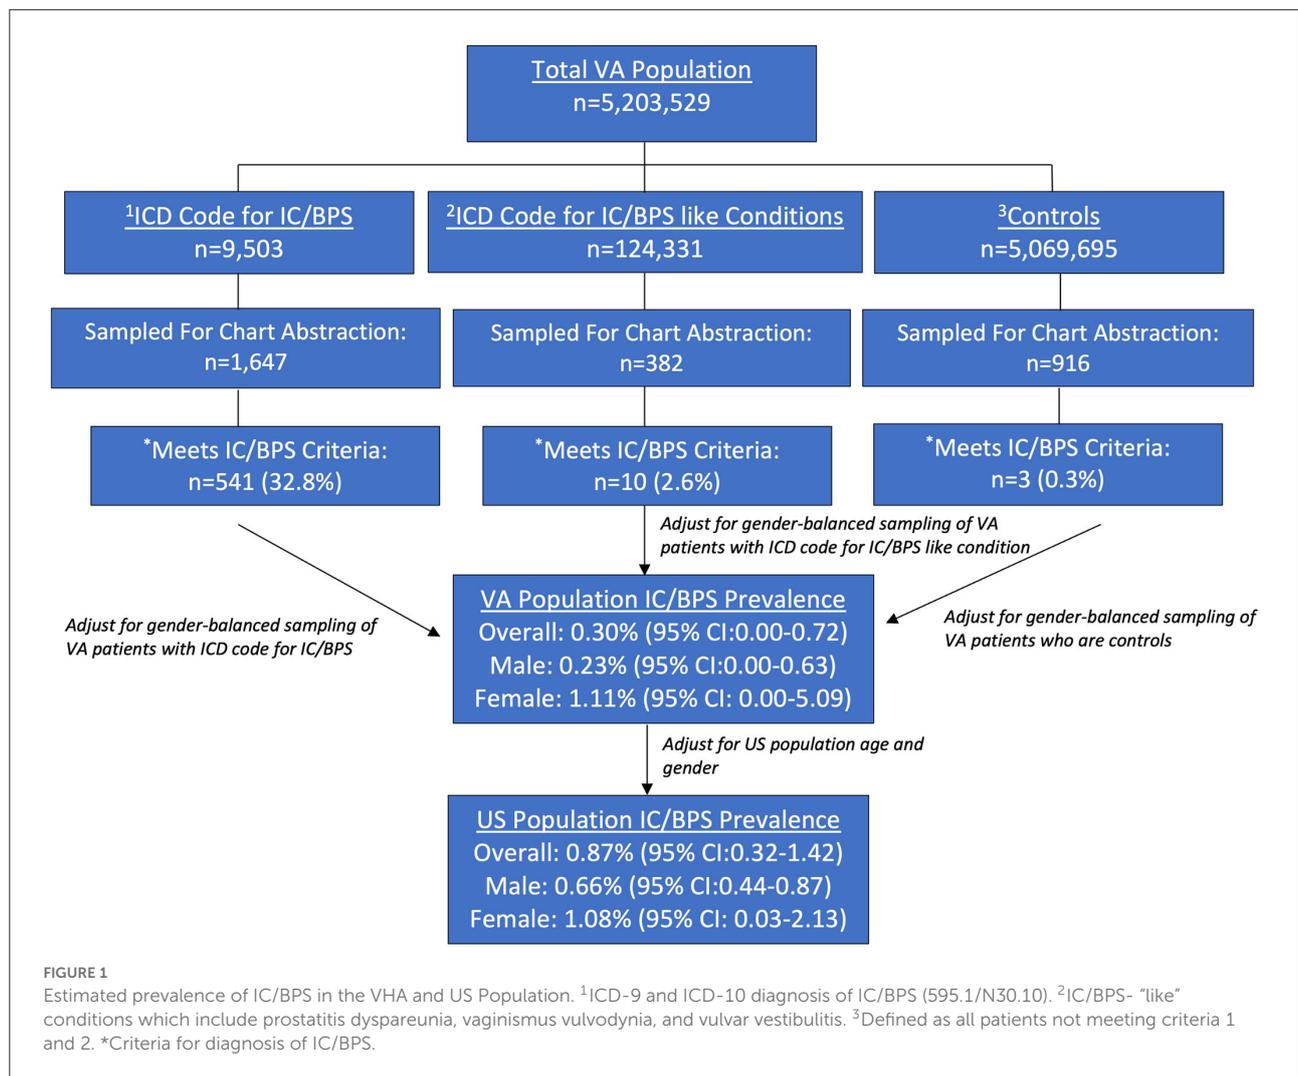 Total VA Population
n=5,203,529
¹ICD Code for IC/BPS
n=9,503
²ICD Code for IC/BPS like Conditions
n=124,331
³Controls
n=5,069,695
Sampled For Chart Abstraction:
n=1,647
Sampled For Chart Abstraction:
n=382
Sampled For Chart Abstraction:
n=916
*Meets IC/BPS Criteria:
n=541 (32.8%)
*Meets IC/BPS Criteria:
n=10 (2.6%)
*Meets IC/BPS Criteria:
n=3 (0.3%)
Adjust for gender-balanced sampling of VA
patients with ICD code for IC/BPS like condition
Adjust for gender-balanced sampling of
VA patients with ICD code for IC/BPS
VA Population IC/BPS Prevalence
Overall: 0.30% (95% CI:0.00-0.72)
Male: 0.23% (95% CI:0.00-0.63)
Female: 1.11% (95% CI: 0.00-5.09)
Adjust for gender-balanced sampling of
VA patients who are controls
Adjust for US population age and
gender
US Population IC/BPS Prevalence
Overall: 0.87% (95% CI:0.32-1.42)
Male: 0.66% (95% CI:0.44-0.87)
Female: 1.08% (95% CI: 0.03-2.13)
FIGURE 1
Estimated prevalence of IC/BPS in the VHA and US Population. ¹ICD-9 and ICD-10 diagnosis of IC/BPS (595.1/N30.10). ²IC/BPS- “like”
conditions which include prostatitis dyspareunia, vaginismus vulvodynia, and vulvar vestibulitis. ³Defined as all patients not meeting criteria 1
and 2. *Criteria for diagnosis of IC/BPS.